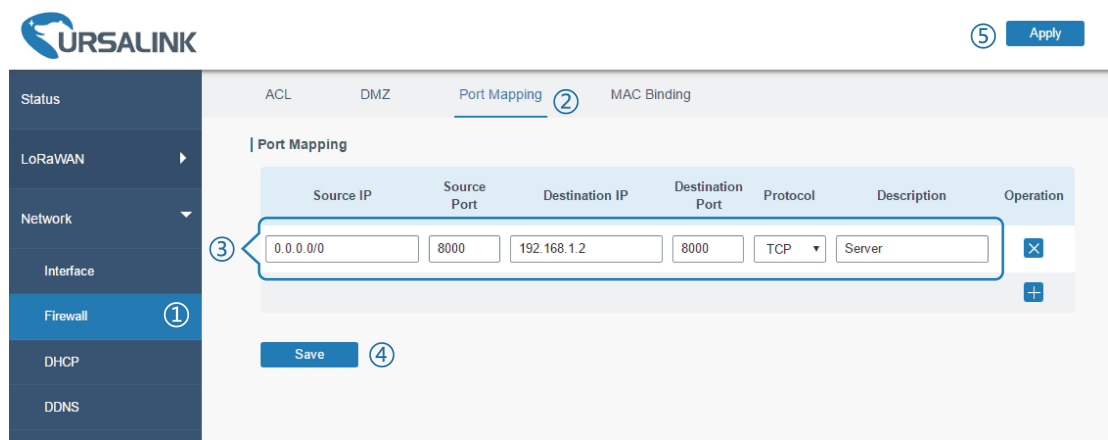 URSALINK
⑤ Apply
Status
ACL DMZ Port Mapping ② MAC Binding
Port Mapping
LoRaWAN
Source IP Source Port Destination IP Destination Port Protocol Description Operation
Network
③ 0.0.0.0/0 8000 192.168.1.2 8000 TCP Server
Interface
Firewall ①
Save ④
DHCP
DDNS